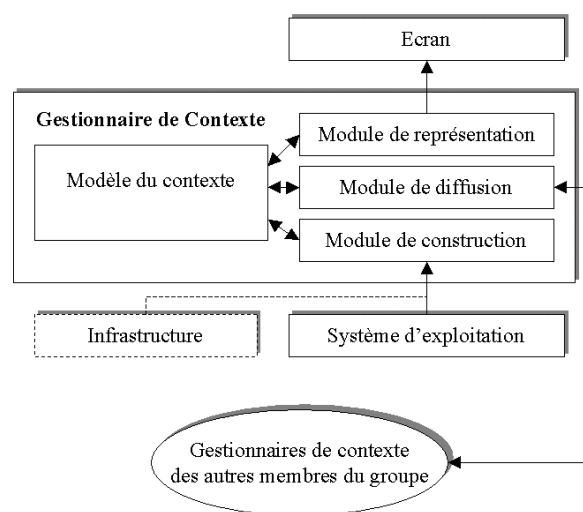 Ecran
Gestionnaire de Contexte
Module de représentation
Modèle du contexte
Module de diffusion
Module de construction
Infrastructure
Système d'exploitation
Gestionnaires de contexte
des autres membres du groupe